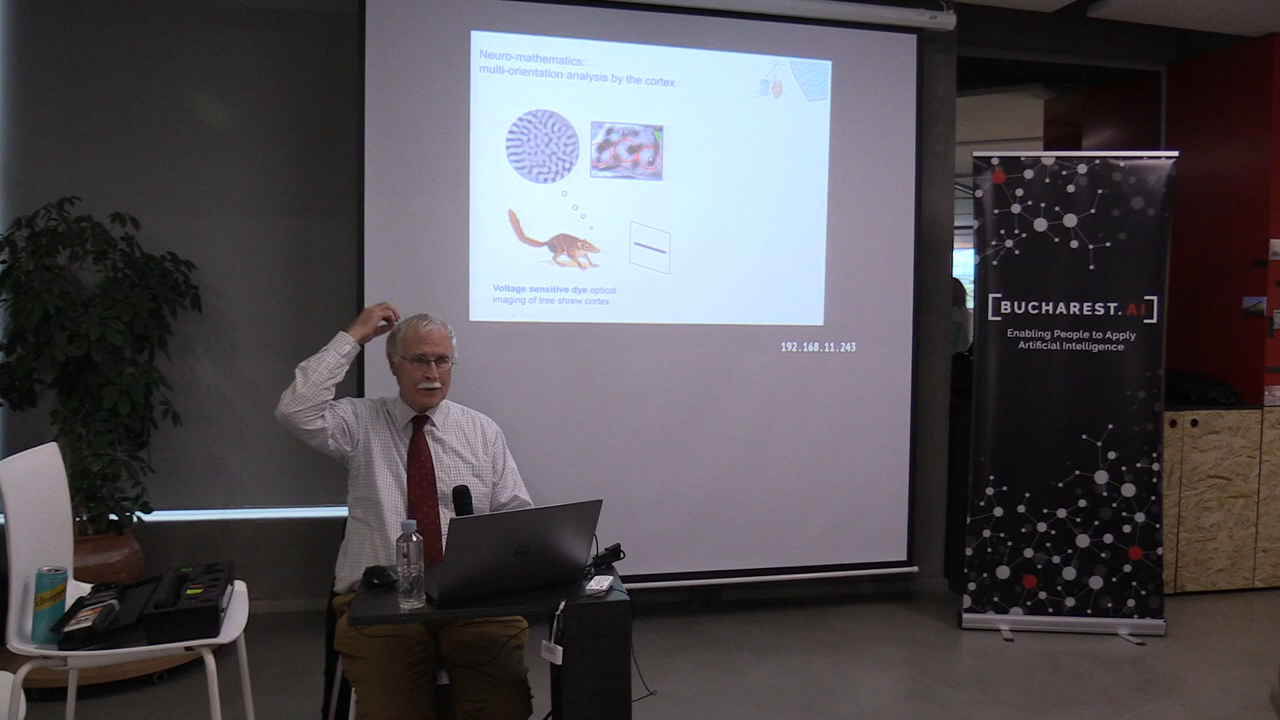 Neuro-mathematics:
multi-orientation analysis by the cortex
Voltage sensitive dye optical
imaging of tree shrew cortex
192.168.11.243
[BUCHAREST.AI]
Enabling People to Apply
Artificial Intelligence
DELL